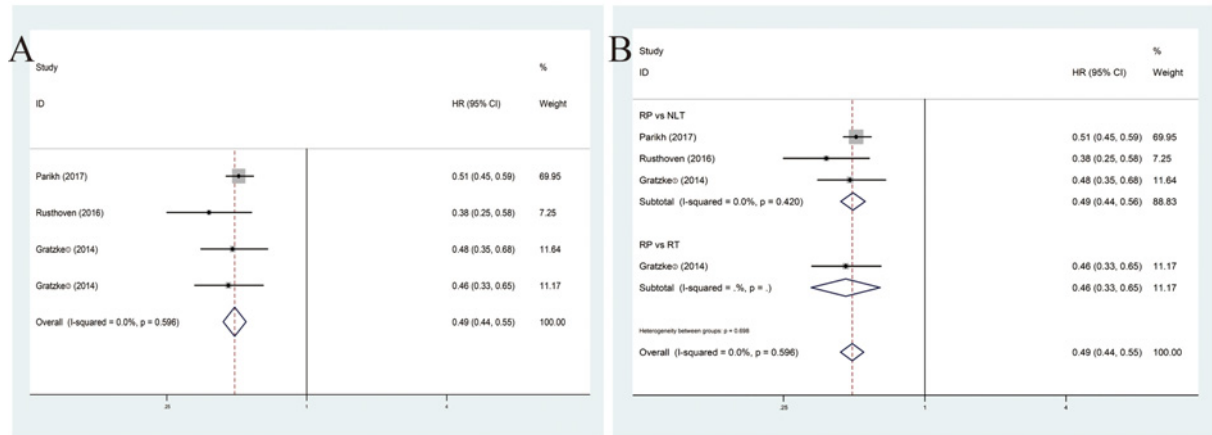 A
Study %
ID HR (95% CI) Weight
Parikh (2017) 0.51 (0.45, 0.59) 69.95
Rusthoven (2016) 0.38 (0.25, 0.58) 7.25
Gratzke① (2014) 0.48 (0.35, 0.68) 11.64
Gratzke② (2014) 0.46 (0.33, 0.65) 11.17
Overall (I-squared = 0.0%, p = 0.596) 0.49 (0.44, 0.55) 100.00
.25 1 4
B
Study %
ID HR (95% CI) Weight
RP vs NLT
Parikh (2017) 0.51 (0.45, 0.59) 69.95
Rusthoven (2016) 0.38 (0.25, 0.58) 7.25
Gratzke① (2014) 0.48 (0.35, 0.68) 11.64
Subtotal (I-squared = 0.0%, p = 0.420) 0.49 (0.44, 0.56) 88.83
RP vs RT
Gratzke② (2014) 0.46 (0.33, 0.65) 11.17
Subtotal (I-squared = .%, p = .) 0.46 (0.33, 0.65) 11.17
Heterogeneity between groups: p = 0.698
Overall (I-squared = 0.0%, p = 0.596) 0.49 (0.44, 0.55) 100.00
.25 1 4